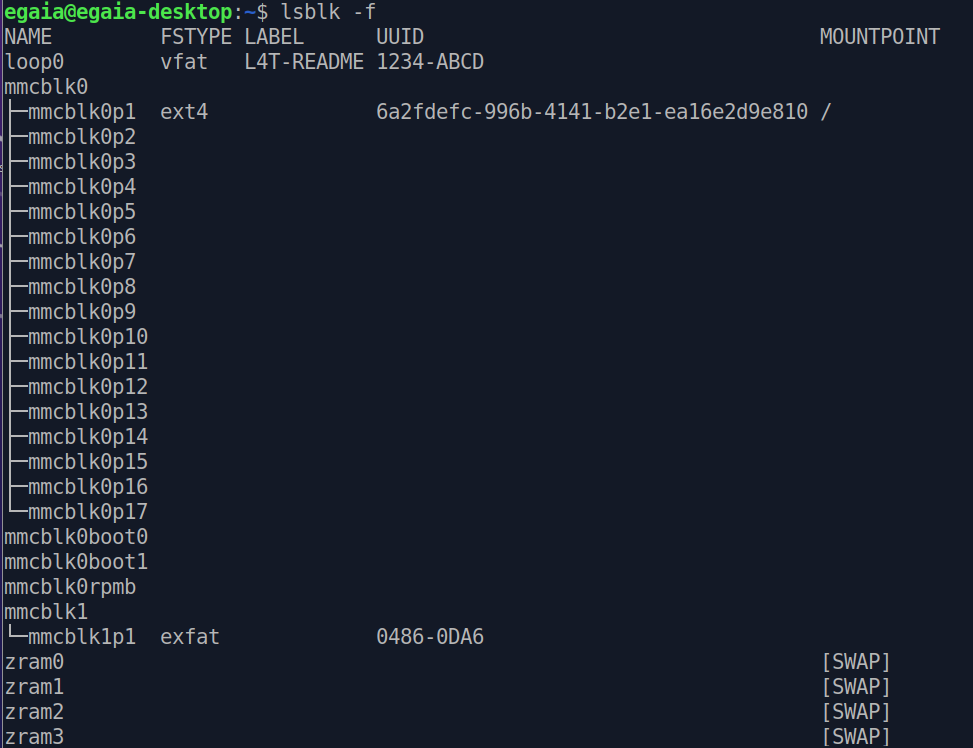 egaia@egaia-desktop:~$ lsblk -f
NAME         FSTYPE LABEL      UUID                                 MOUNTPOINT
loop0        vfat   L4T-README 1234-ABCD
mmcblk0
├─mmcblk0p1  ext4              6a2fdefc-996b-4141-b2e1-ea16e2d9e810 /
├─mmcblk0p2
├─mmcblk0p3
├─mmcblk0p4
├─mmcblk0p5
├─mmcblk0p6
├─mmcblk0p7
├─mmcblk0p8
├─mmcblk0p9
├─mmcblk0p10
├─mmcblk0p11
├─mmcblk0p12
├─mmcblk0p13
├─mmcblk0p14
├─mmcblk0p15
├─mmcblk0p16
└─mmcblk0p17
mmcblk0boot0
mmcblk0boot1
mmcblk0rpmb
mmcblk1
└─mmcblk1p1  exfat             0486-0DA6
zram0                                                               [SWAP]
zram1                                                               [SWAP]
zram2                                                               [SWAP]
zram3                                                               [SWAP]